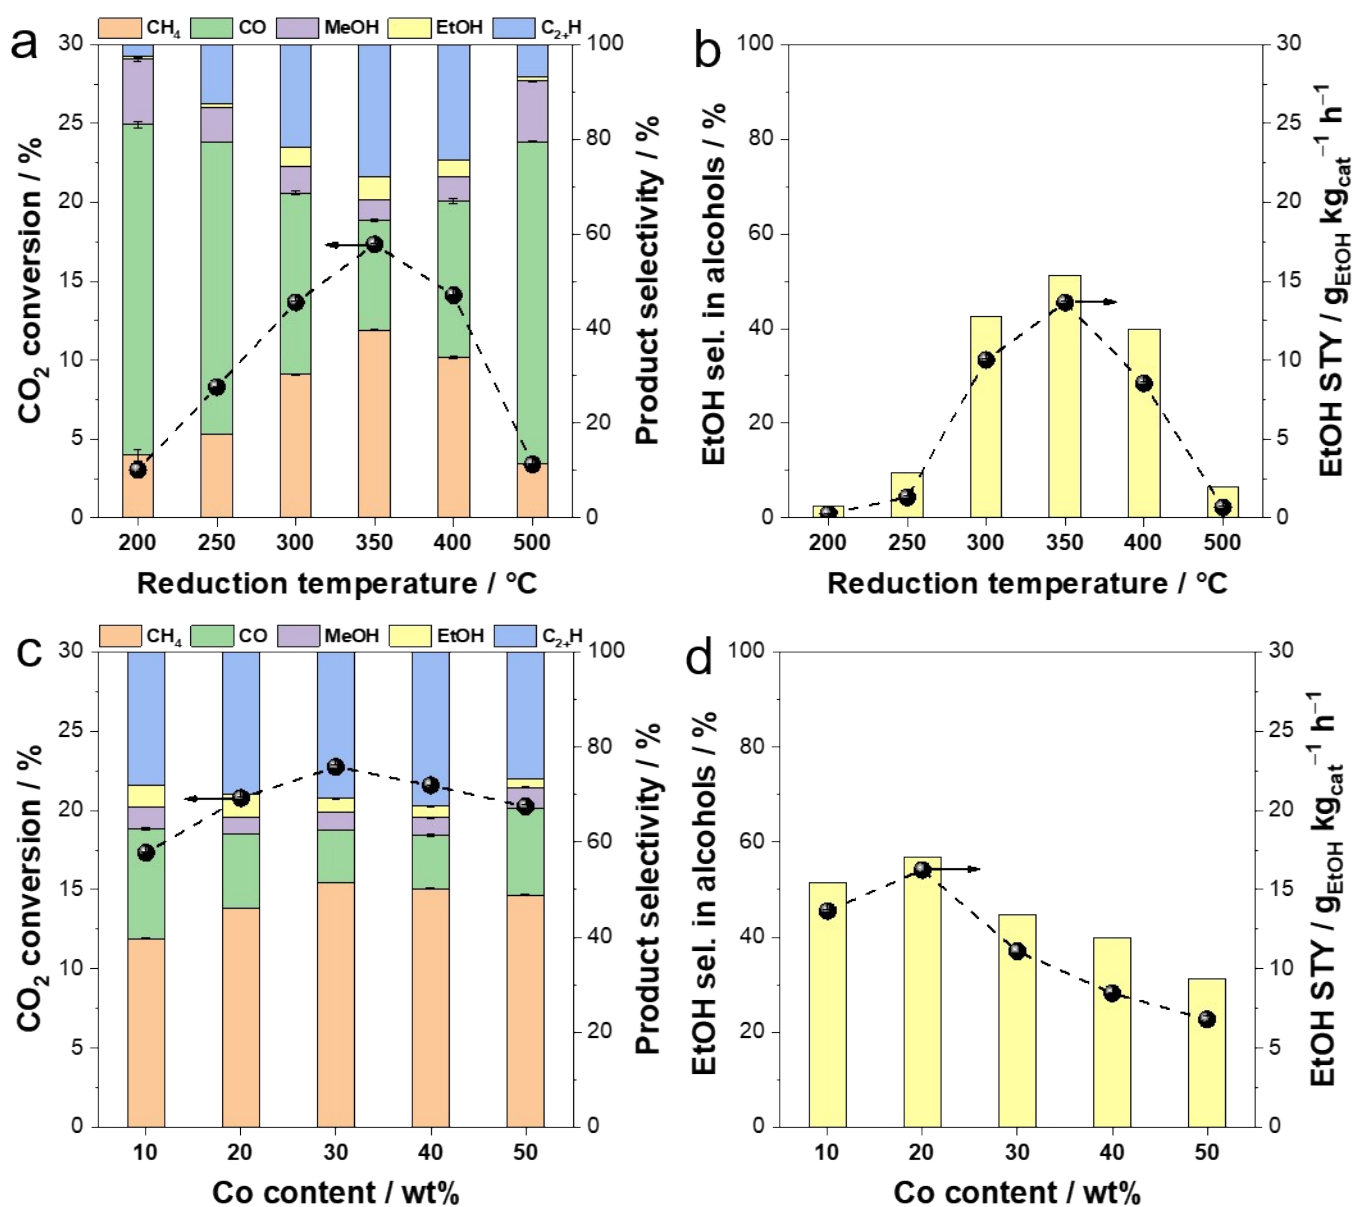 a
CH₄ CO MeOH EtOH C₂₊H
30
25
20
15
10
5
0
CO₂ conversion / %
100
80
60
40
20
0
Product selectivity / %
200 250 300 350 400 500
Reduction temperature / °C
b
100
80
60
40
20
0
EtOH sel. in alcohols / %
30
25
20
15
10
5
0
EtOH STY / g_EtOH kg_cat⁻¹ h⁻¹
200 250 300 350 400 500
Reduction temperature / °C
c
CH₄ CO MeOH EtOH C₂₊H
30
25
20
15
10
5
0
CO₂ conversion / %
100
80
60
40
20
0
Product selectivity / %
10 20 30 40 50
Co content / wt%
d
100
80
60
40
20
0
EtOH sel. in alcohols / %
30
25
20
15
10
5
0
EtOH STY / g_EtOH kg_cat⁻¹ h⁻¹
10 20 30 40 50
Co content / wt%